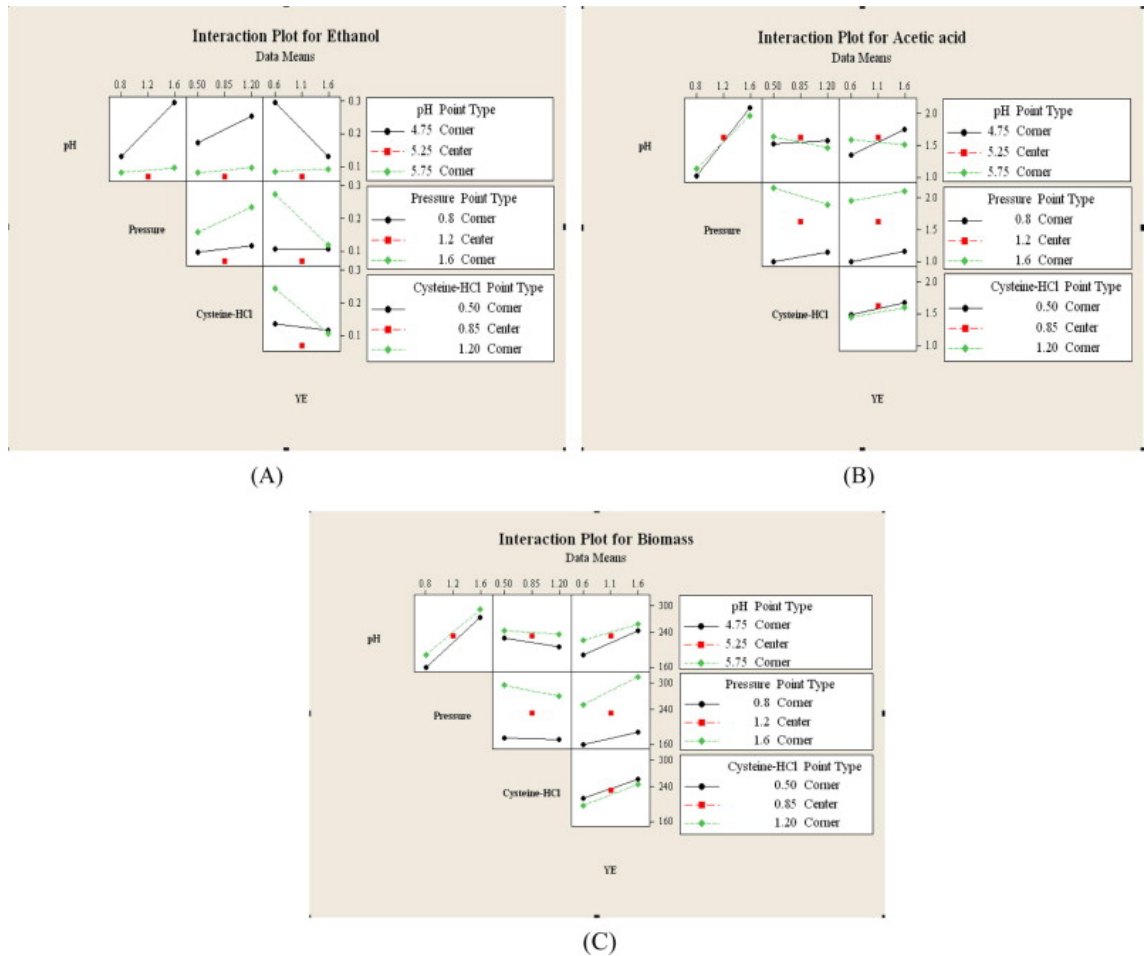 Interaction Plot for Ethanol
Data Means
0.8 1.2 1.6 0.50 0.85 1.20 0.6 1.1 1.6
pH
0.3
0.2
0.1
pH Point Type
4.75 Corner
5.25 Center
5.75 Corner
Pressure
0.3
0.2
0.1
Pressure Point Type
0.8 Corner
1.2 Center
1.6 Corner
Cysteine-HCl
0.3
0.2
0.1
Cysteine-HCl Point Type
0.50 Corner
0.85 Center
1.20 Corner
YE
(A)
Interaction Plot for Acetic acid
Data Means
0.8 1.2 1.6 0.50 0.85 1.20 0.6 1.1 1.6
pH
2.0
1.5
1.0
pH Point Type
4.75 Corner
5.25 Center
5.75 Corner
Pressure
2.0
1.5
1.0
Pressure Point Type
0.8 Corner
1.2 Center
1.6 Corner
Cysteine-HCl
2.0
1.5
1.0
Cysteine-HCl Point Type
0.50 Corner
0.85 Center
1.20 Corner
YE
(B)
Interaction Plot for Biomass
Data Means
0.8 1.2 1.6 0.50 0.85 1.20 0.6 1.1 1.6
pH
300
240
160
pH Point Type
4.75 Corner
5.25 Center
5.75 Corner
Pressure
300
240
160
Pressure Point Type
0.8 Corner
1.2 Center
1.6 Corner
Cysteine-HCl
300
240
160
Cysteine-HCl Point Type
0.50 Corner
0.85 Center
1.20 Corner
YE
(C)